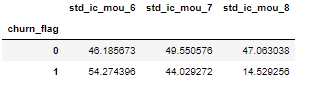 std_ic_mou_6 std_ic_mou_7 std_ic_mou_8
churn_flag
0 46.185673 49.550576 47.063038
1 54.274396 44.029272 14.529256